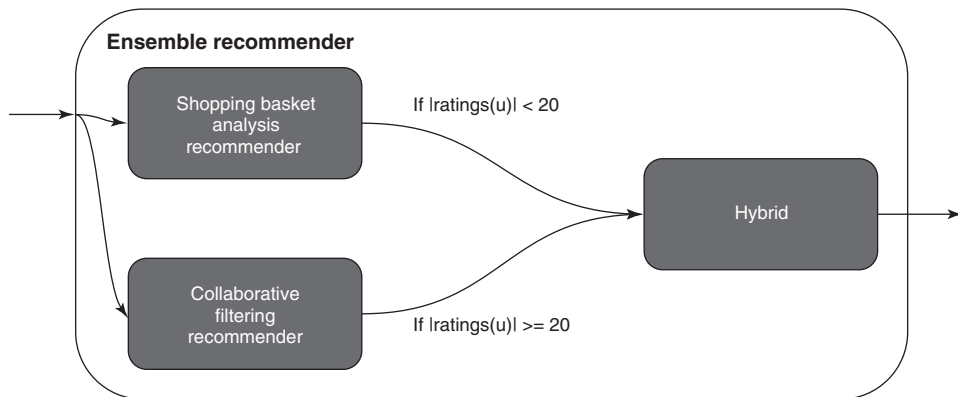 Ensemble recommender
Shopping basket
analysis
recommender
If |ratings(u)| < 20
Hybrid
Collaborative
filtering
recommender
If |ratings(u)| >= 20